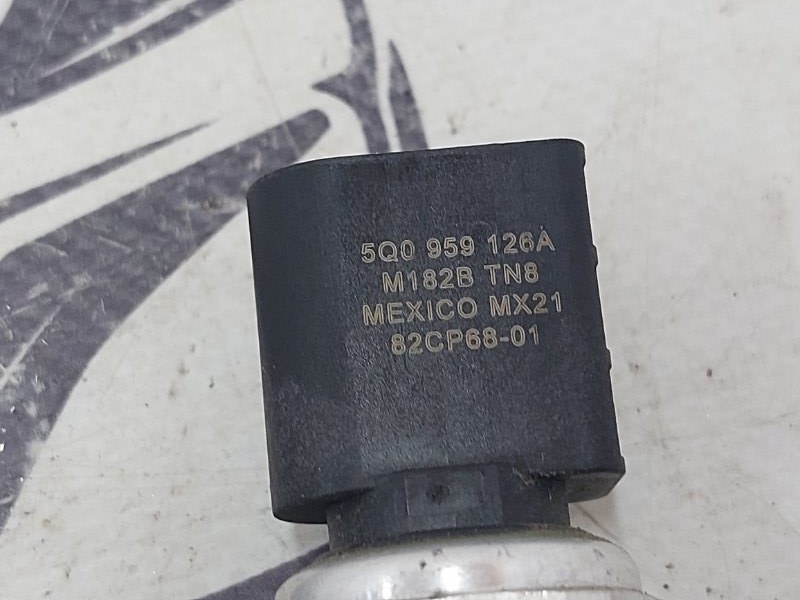 5Q0 959 126A
M182B TN8
MEXICO MX21
82CP68-01